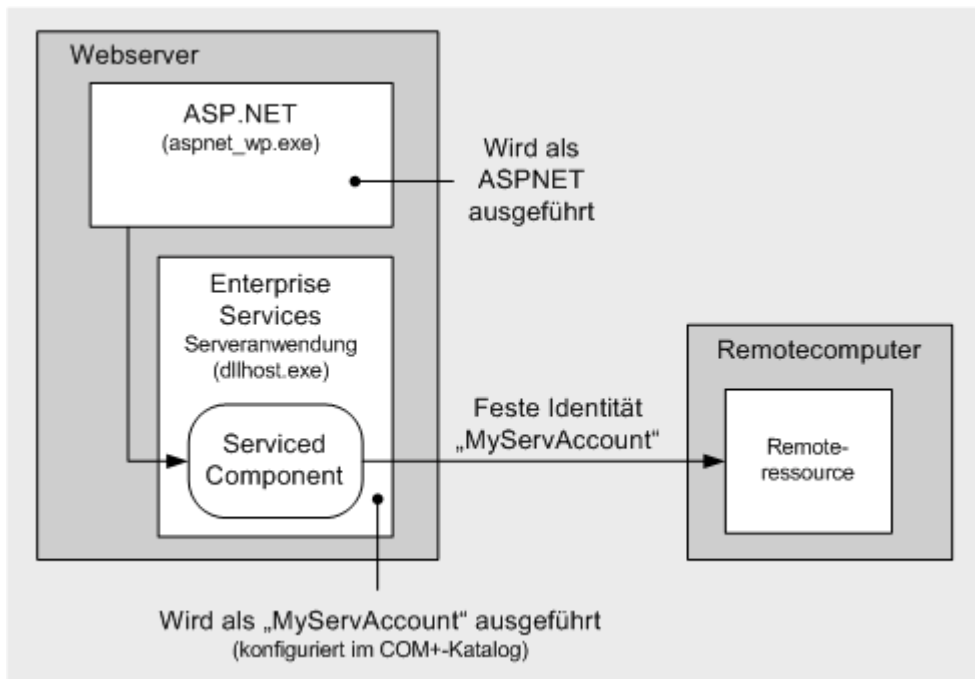 Webserver
ASP.NET
(aspnet_wp.exe)
Wird als
ASPNET
ausgeführt
Enterprise
Services
Serveranwendung
(dllhost.exe)
Serviced
Component
Feste Identität
„MyServAccount“
Remotecomputer
Remote-
ressource
Wird als „MyServAccount“ ausgeführt
(konfiguriert im COM+-Katalog)